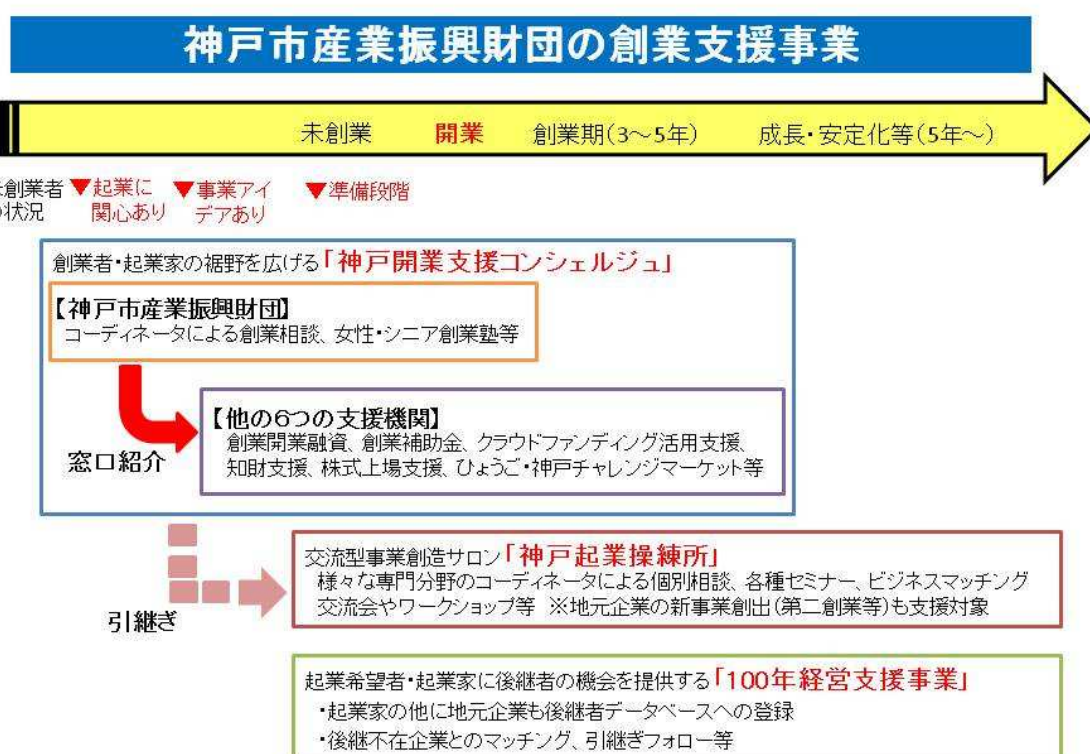 神戸市産業振興財団の創業支援事業
未創業 開業 創業期(3～5年) 成長・安定化等(5年～)
創業者 ▼起業に ▼事業アイ ▼準備段階
状況 関心あり デアあり
創業者・起業家の裾野を広げる「神戸開業支援コンシェルジュ」
【神戸市産業振興財団】
コーディネータによる創業相談、女性・シニア創業塾等
【他の6つの支援機関】
創業開業融資、創業補助金、クラウドファンディング活用支援、
知財支援、株式上場支援、ひょうご・神戸チャレンジマーケット等
窓口紹介
交流型事業創造サロン「神戸起業操練所」
様々な専門分野のコーディネータによる個別相談、各種セミナー、ビジネスマッチング
交流会やワークショップ等 ※地元企業の新事業創出(第二創業等)も支援対象
引継ぎ
起業希望者・起業家に後継者の機会を提供する「100年経営支援事業」
・起業家の他に地元企業も後継者データベースへの登録
・後継不在企業とのマッチング、引継ぎフォロー等